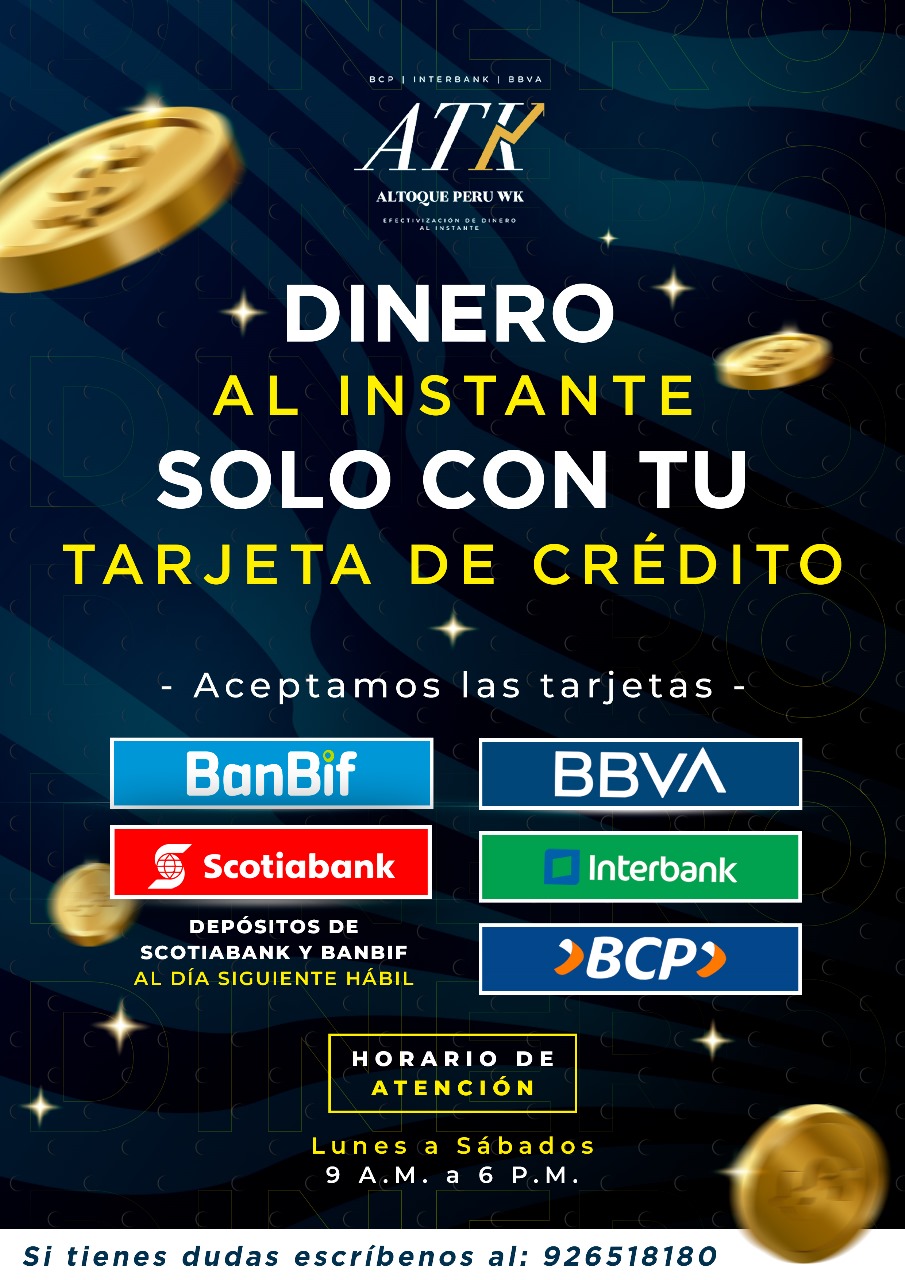 BCP | INTERBANK | BBVA
ATK
ALTOQUE PERU WK
EFECTIVIZACIÓN DE DINERO
AL INSTANTE
DINERO
AL INSTANTE
SOLO CON TU
TARJETA DE CRÉDITO
- Aceptamos las tarjetas -
BanBif
BBVA
Scotiabank
Interbank
DEPÓSITOS DE
SCOTIABANK Y BANBIF
AL DÍA SIGUIENTE HÁBIL
BCP
HORARIO DE
ATENCIÓN
Lunes a Sábados
9 A.M. a 6 P.M.
Si tienes dudas escríbenos al: 926518180